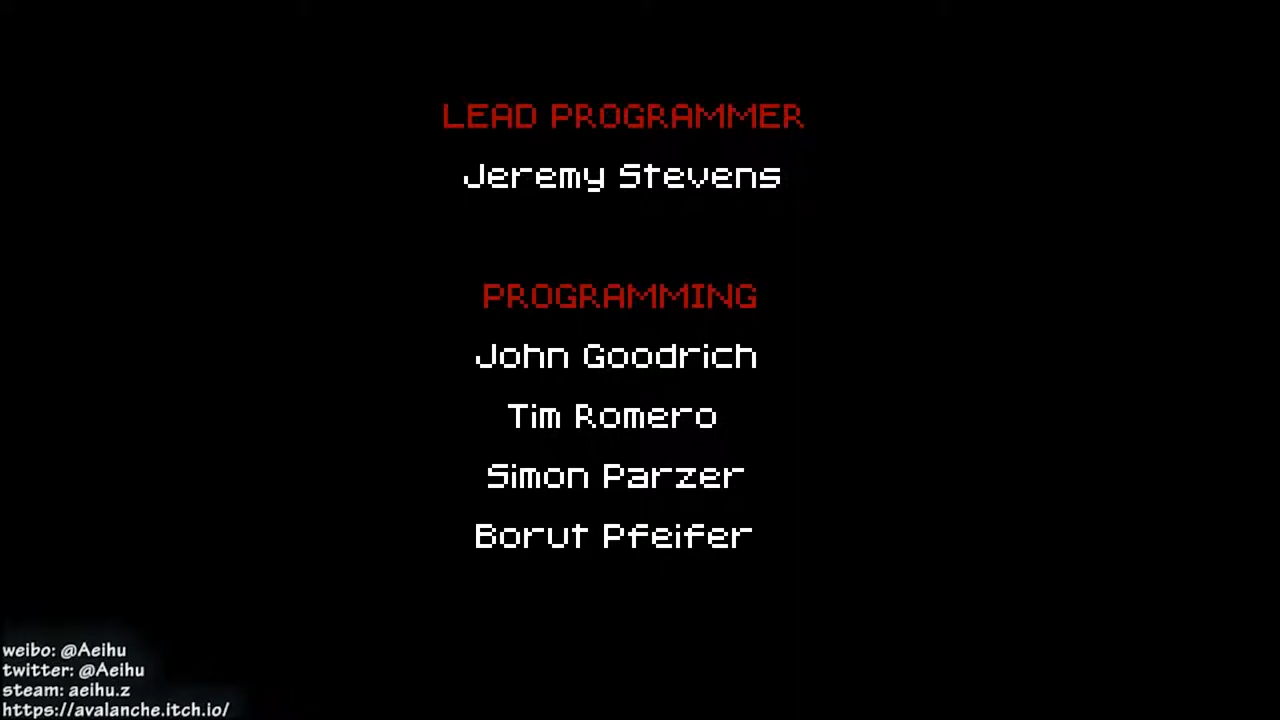 LEAD PROGRAMMER
Jeremy Stevens
PROGRAMMING
John Goodrich
Tim Romero
Simon Parzer
Borut Pfeifer
weibo: @Aeihu
twitter: @Aeihu
steam: aeihu.z
https://avalanche.itch.io/